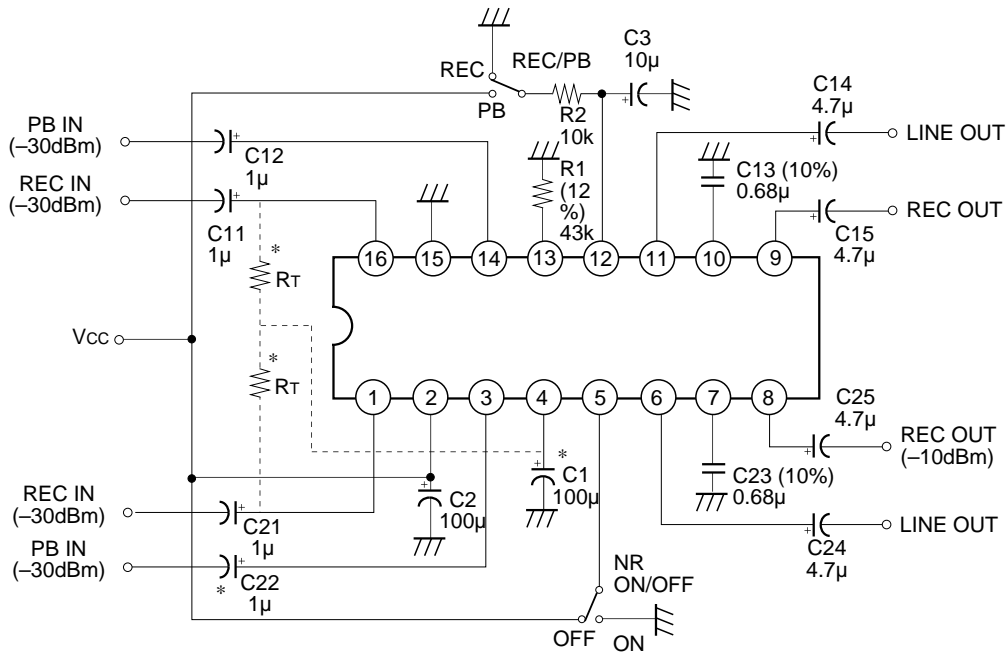 REC
REC/PB
PB
C3
10µ
R2
10k
C14
4.7µ
LINE OUT
PB IN
(–30dBm)
C12
1µ
R1
(12
%)
43k
C13 (10%)
0.68µ
REC IN
(–30dBm)
C11
1µ
REC OUT
C15
4.7µ
*
RT
16
15
14
13
12
11
10
9
VCC
*
RT
1
2
3
4
5
6
7
8
C25
4.7µ
REC OUT
(–10dBm)
*
C1
100µ
C2
100µ
C23 (10%)
0.68µ
REC IN
(–30dBm)
C21
1µ
LINE OUT
C24
4.7µ
PB IN
(–30dBm)
*
C22
1µ
NR
ON/OFF
OFF
ON
+
+
+
+
+
+
+
+
+
+
+